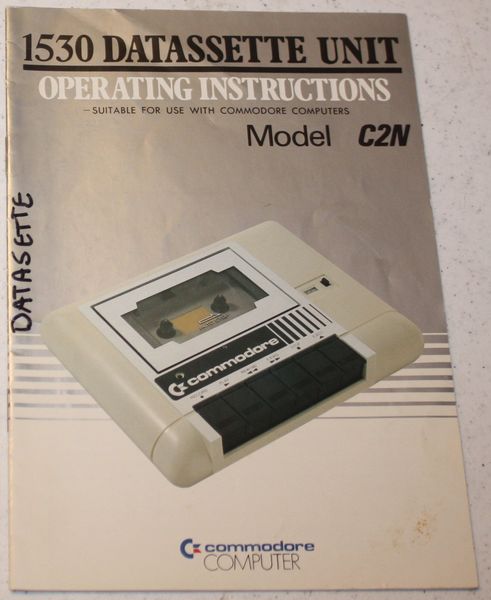 1530 DATASSETTE UNIT
OPERATING INSTRUCTIONS
–SUITABLE FOR USE WITH COMMODORE COMPUTERS
Model C2N
DATASETTE
commodore
commodore
COMPUTER